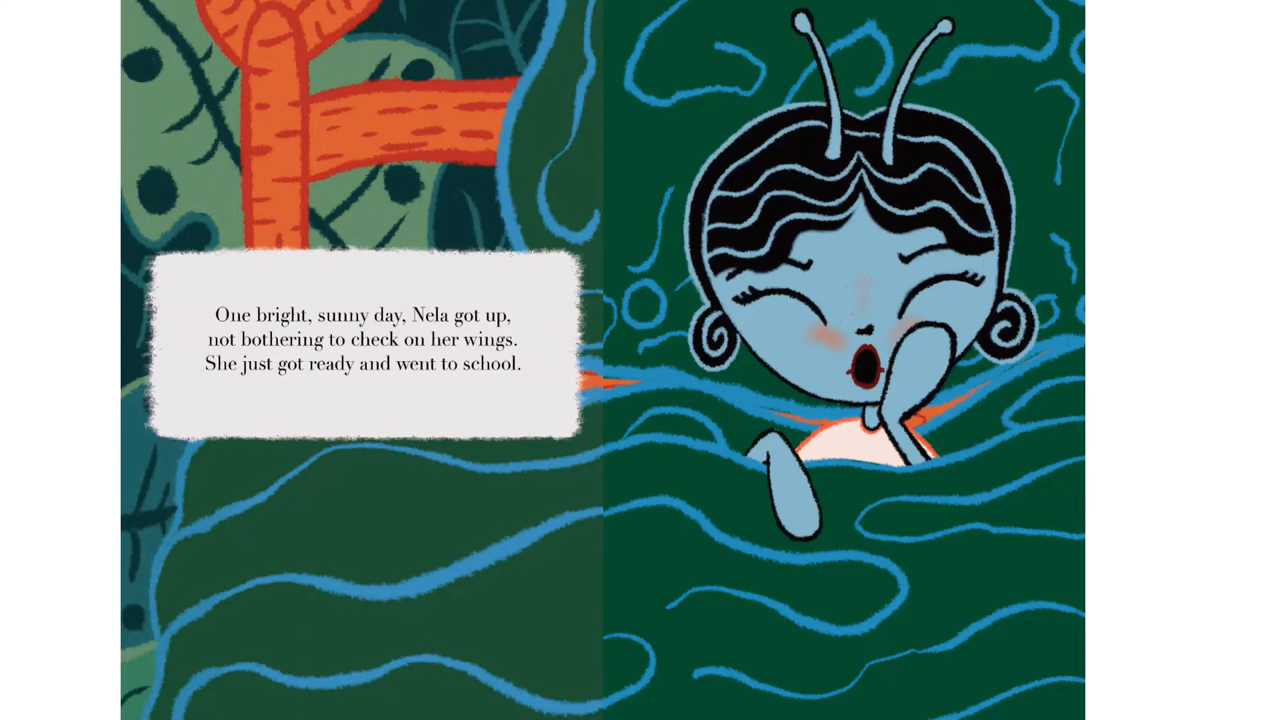 One bright, sunny day, Nela got up,
not bothering to check on her wings.
She just got ready and went to school.